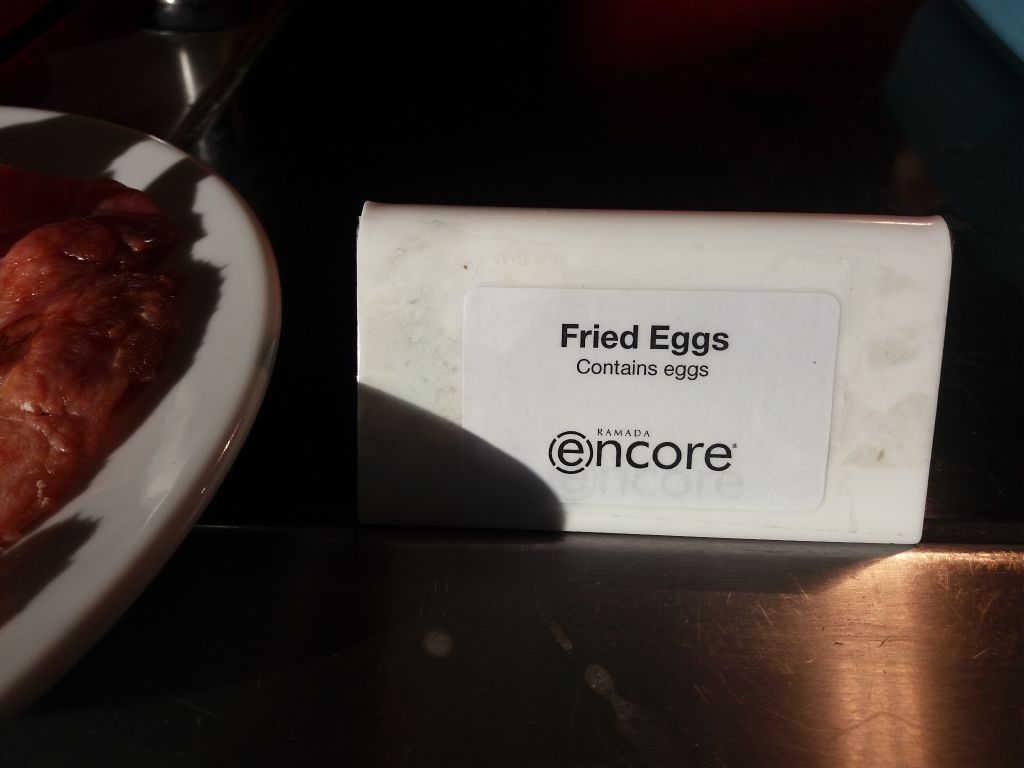 Fried Eggs
Contains eggs
RAMADA
encore®